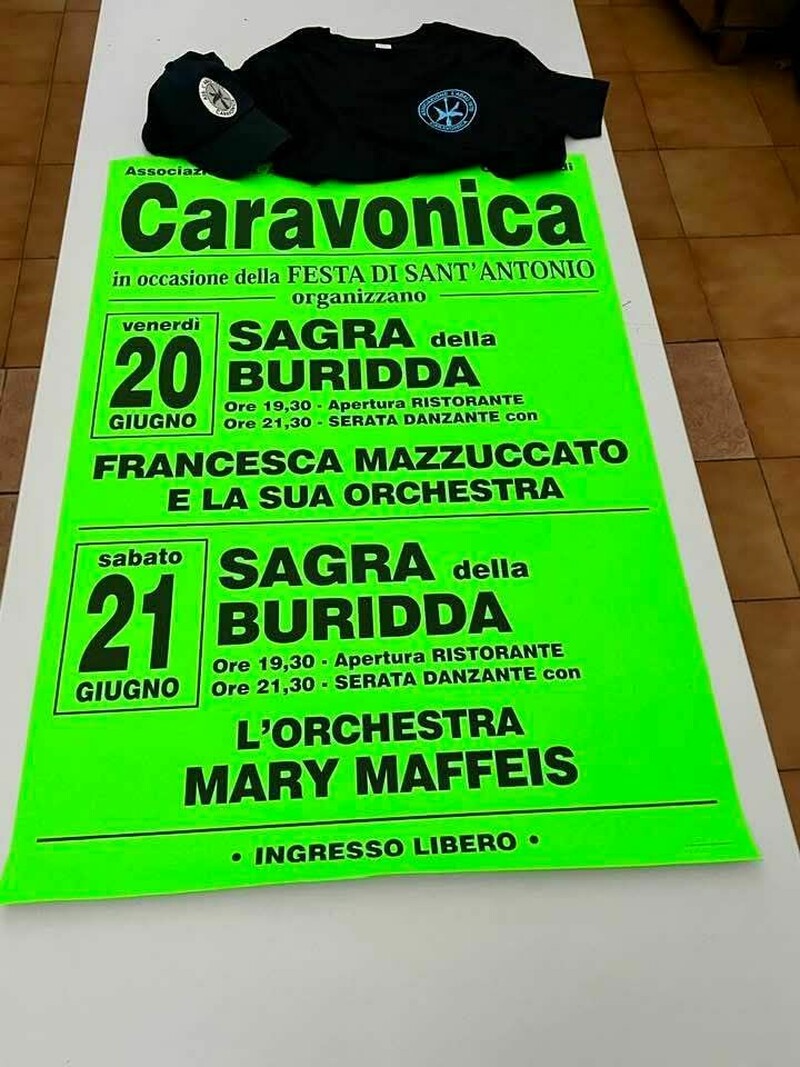 CARAVONICA
Caravonica
in occasione della FESTA DI SANT'ANTONIO
organizzano
venerdì
20
GIUGNO
SAGRA della
BURIDDA
Ore 19,30 - Apertura RISTORANTE
Ore 21,30 - SERATA DANZANTE con
FRANCESCA MAZZUCCATO
E LA SUA ORCHESTRA
sabato
21
GIUGNO
SAGRA della
BURIDDA
Ore 19,30 - Apertura RISTORANTE
Ore 21,30 - SERATA DANZANTE con
L'ORCHESTRA
MARY MAFFEIS
• INGRESSO LIBERO •